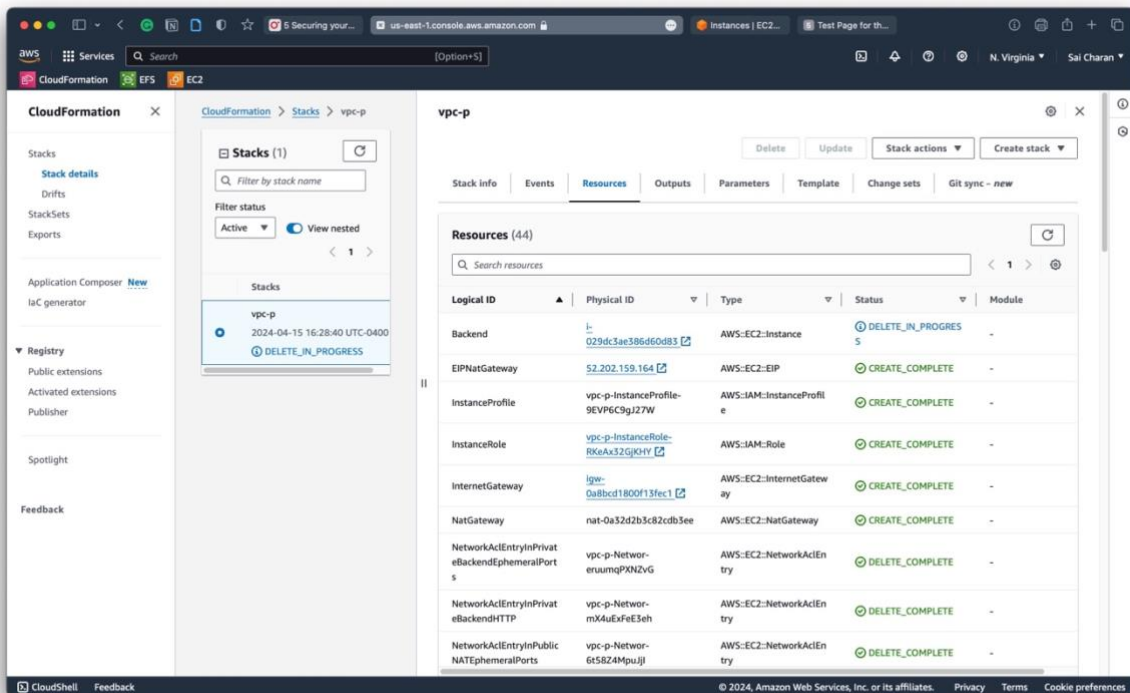 5 Securing your...
us-east-1.console.aws.amazon.com
Instances | EC2...
S Test Page for th...
aws
Services
Search
[Option+S]
N. Virginia
Sai Charan
CloudFormation
EFS
EC2
CloudFormation
Stacks
Stack details
Drifts
StackSets
Exports
Application Composer New
IaC generator
Registry
Public extensions
Activated extensions
Publisher
Spotlight
Feedback
CloudFormation > Stacks > vpc-p
Stacks (1)
Filter by stack name
Filter status
Active
View nested
1
Stacks
vpc-p
2024-04-15 16:28:40 UTC-0400
DELETE_IN_PROGRESS
vpc-p
Delete
Update
Stack actions
Create stack
Stack info
Events
Resources
Outputs
Parameters
Template
Change sets
Git sync - new
Resources (44)
Search resources
1
Logical ID
Physical ID
Type
Status
Module
Backend
i-
029dc3ae386d60d83
AWS::EC2::Instance
DELETE_IN_PROGRES
S
-
EIPNatGateway
52.202.159.164
AWS::EC2::EIP
CREATE_COMPLETE
-
InstanceProfile
vpc-p-InstanceProfile-
9EVP6C9gJ27W
AWS::IAM::InstanceProfil
e
CREATE_COMPLETE
-
InstanceRole
vpc-p-InstanceRole-
RKeAx32GjKHY
AWS::IAM::Role
CREATE_COMPLETE
-
InternetGateway
igw-
0a8bcd1800f13fec1
AWS::EC2::InternetGatew
ay
CREATE_COMPLETE
-
NatGateway
nat-0a32d2b3c82cdb3ee
AWS::EC2::NatGateway
CREATE_COMPLETE
-
NetworkAclEntryInPrivat
eBackendEphemeralPort
s
vpc-p-Networ-
eruumqPXNZvG
AWS::EC2::NetworkAclEn
try
DELETE_COMPLETE
-
NetworkAclEntryInPrivat
eBackendHTTP
vpc-p-Networ-
mX4uExFeE3eh
AWS::EC2::NetworkAclEn
try
DELETE_COMPLETE
-
NetworkAclEntryInPublic
NATEphemeralPorts
vpc-p-Networ-
6t58Z4MpuJjI
AWS::EC2::NetworkAclEn
try
DELETE_COMPLETE
-
CloudShell
Feedback
© 2024, Amazon Web Services, Inc. or its affiliates.
Privacy
Terms
Cookie preferences